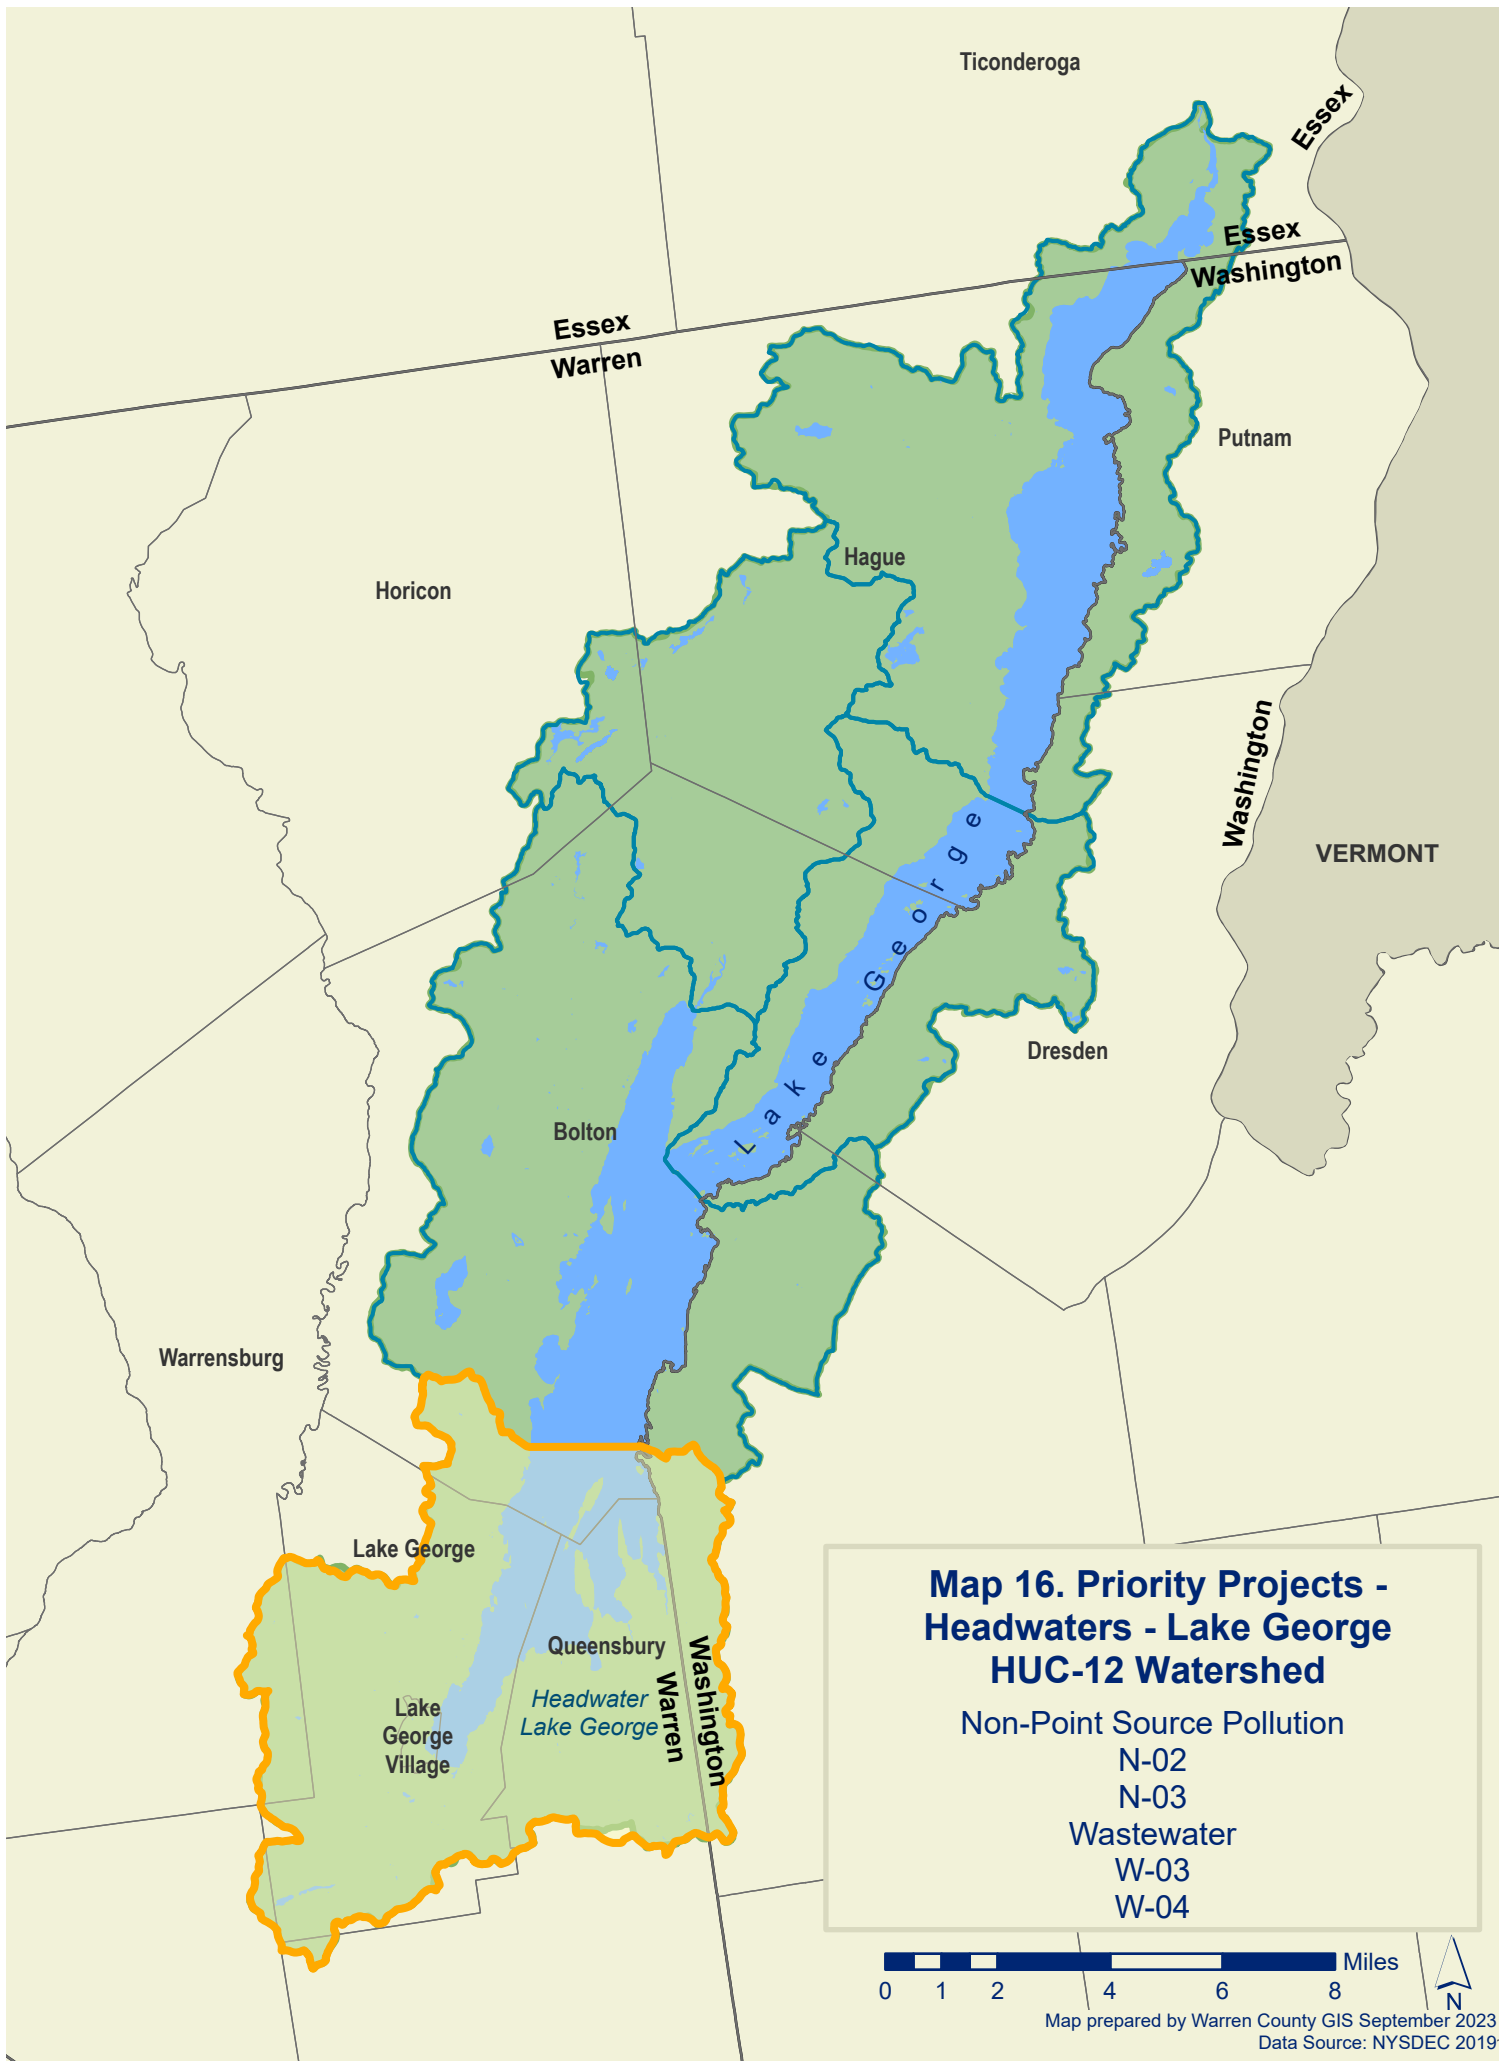 Ticonderoga
Essex
Essex
Washington
Essex
Warren
Putnam
Hague
Horicon
Washington
VERMONT
Lake George
Dresden
Bolton
Warrensburg
Lake George
Queensbury
Washington
Warren
Headwater
Lake George
Lake
George
Village
Map 16. Priority Projects -
Headwaters - Lake George
HUC-12 Watershed
Non-Point Source Pollution
N-02
N-03
Wastewater
W-03
W-04
Miles
0 1 2 4 6 8
N
Map prepared by Warren County GIS September 2023
Data Source: NYSDEC 2019